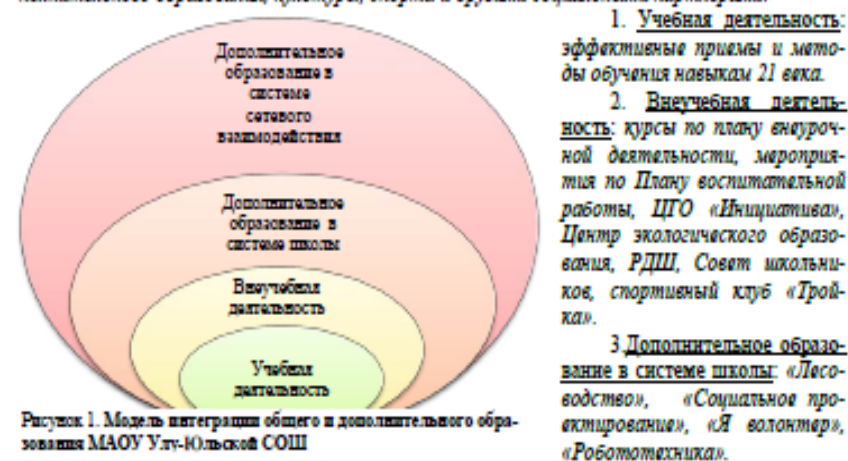 Дополнительное
образование в
системе
сетевого
взаимодействия
Дополнительное
образование в
системе школы
Внеучебная
деятельность
Учебная
деятельность
Рисунок 1. Модель интеграции общего и дополнительного обра-
зования МАОУ Улу-Юльской СОШ
1. Учебная деятельность:
эффективные приемы и мето-
ды обучения навыкам 21 века.
2. Внеучебная деятель-
ность: курсы по плану внеуроч-
ной деятельности, мероприя-
тия по Плану воспитательной
работы, ЦГО «Инициатива»,
Центр экологического образо-
вания, РДШ, Совет школьни-
ков, спортивный клуб «Трой-
ка».
3.Дополнительное образо-
вание в системе школы: «Лесо-
водство», «Социальное про-
ектирование», «Я волонтер»,
«Робототехника».